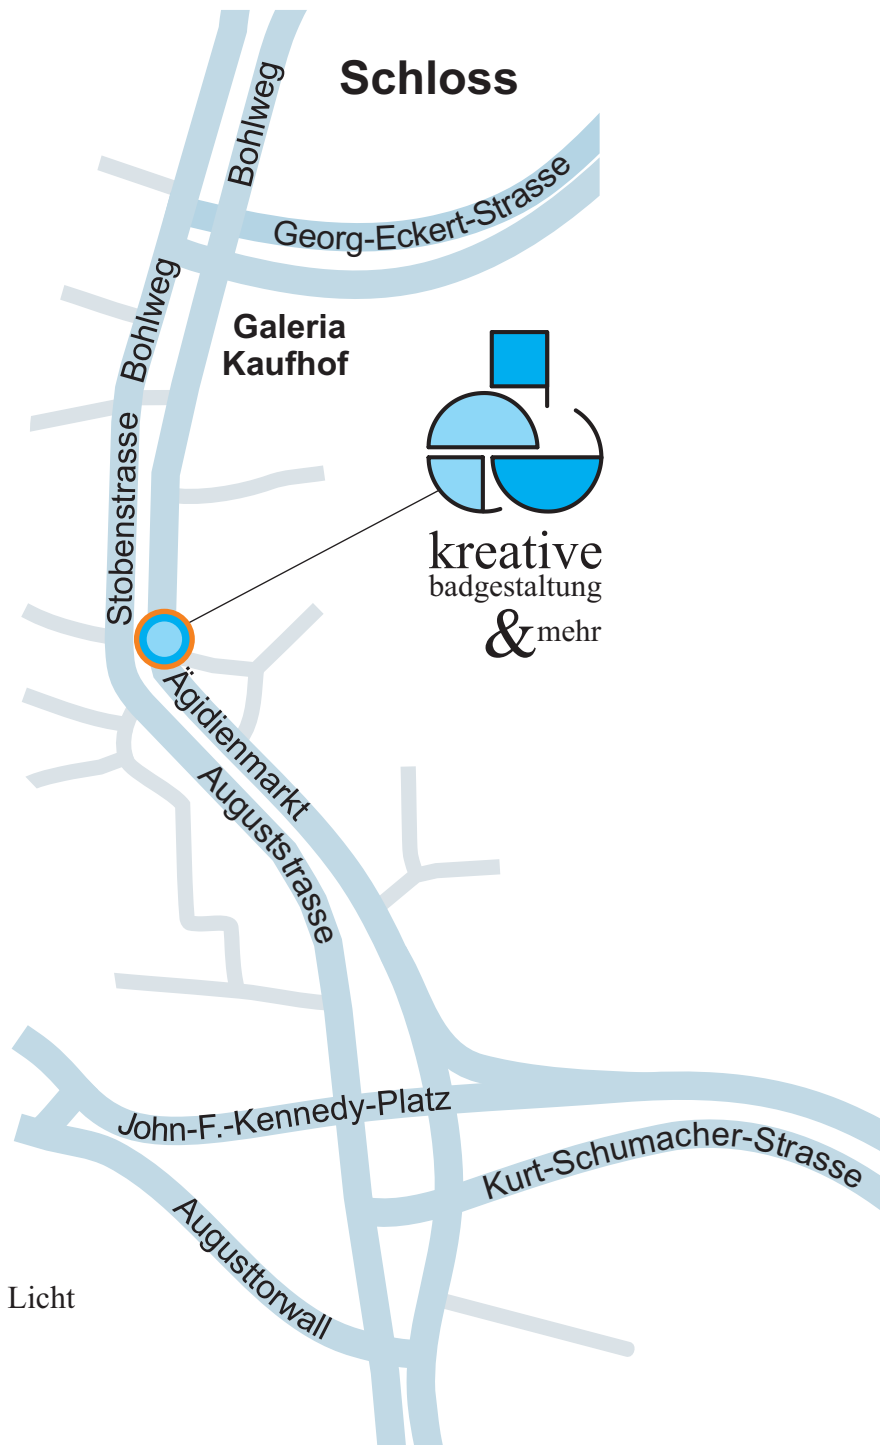 Schloss
Bohlweg
Georg-Eckert-Strasse
Bohlweg
Galeria
Kaufhof
Stobenstrasse
kreative
badgestaltung
& mehr
Ägidienmarkt
Auguststrasse
John-F.-Kennedy-Platz
Kurt-Schumacher-Strasse
Augusttorwall
Licht